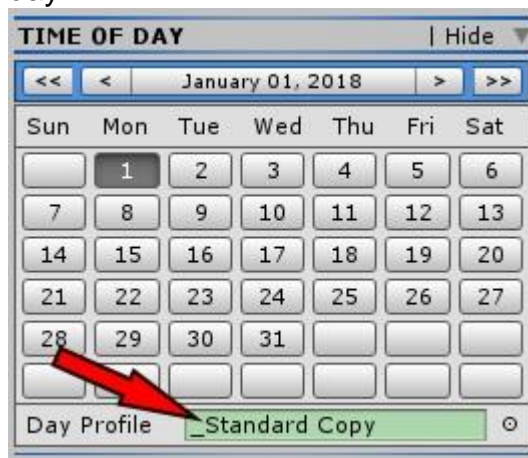 TIME OF DAY | Hide ▼
<< < January 01, 2018 > >>
Sun Mon Tue Wed Thu Fri Sat
1 2 3 4 5 6
7 8 9 10 11 12 13
14 15 16 17 18 19 20
21 22 23 24 25 26 27
28 29 30 31
Day Profile _Standard Copy